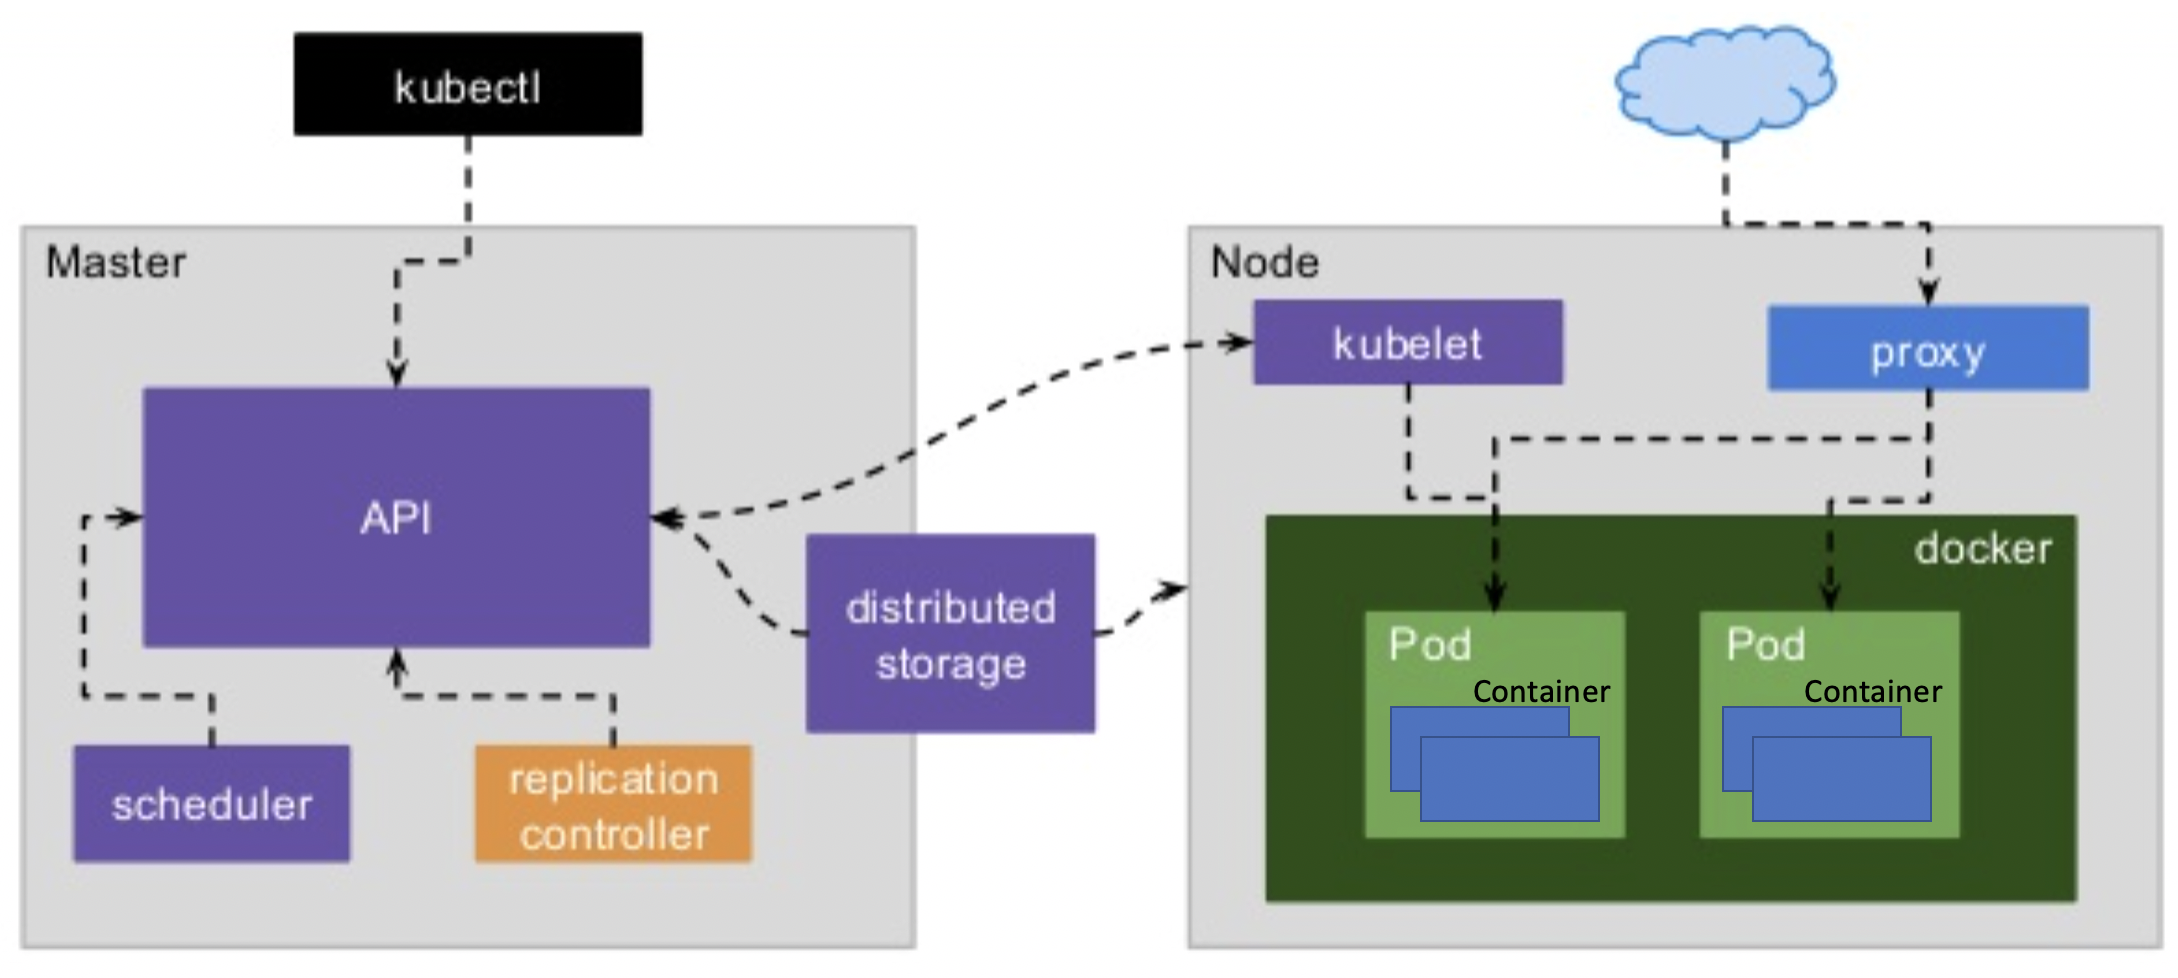 kubectl
Master
Node
kubelet
proxy
API
docker
distributed
storage
Pod
Pod
Container
Container
scheduler
replication
controller